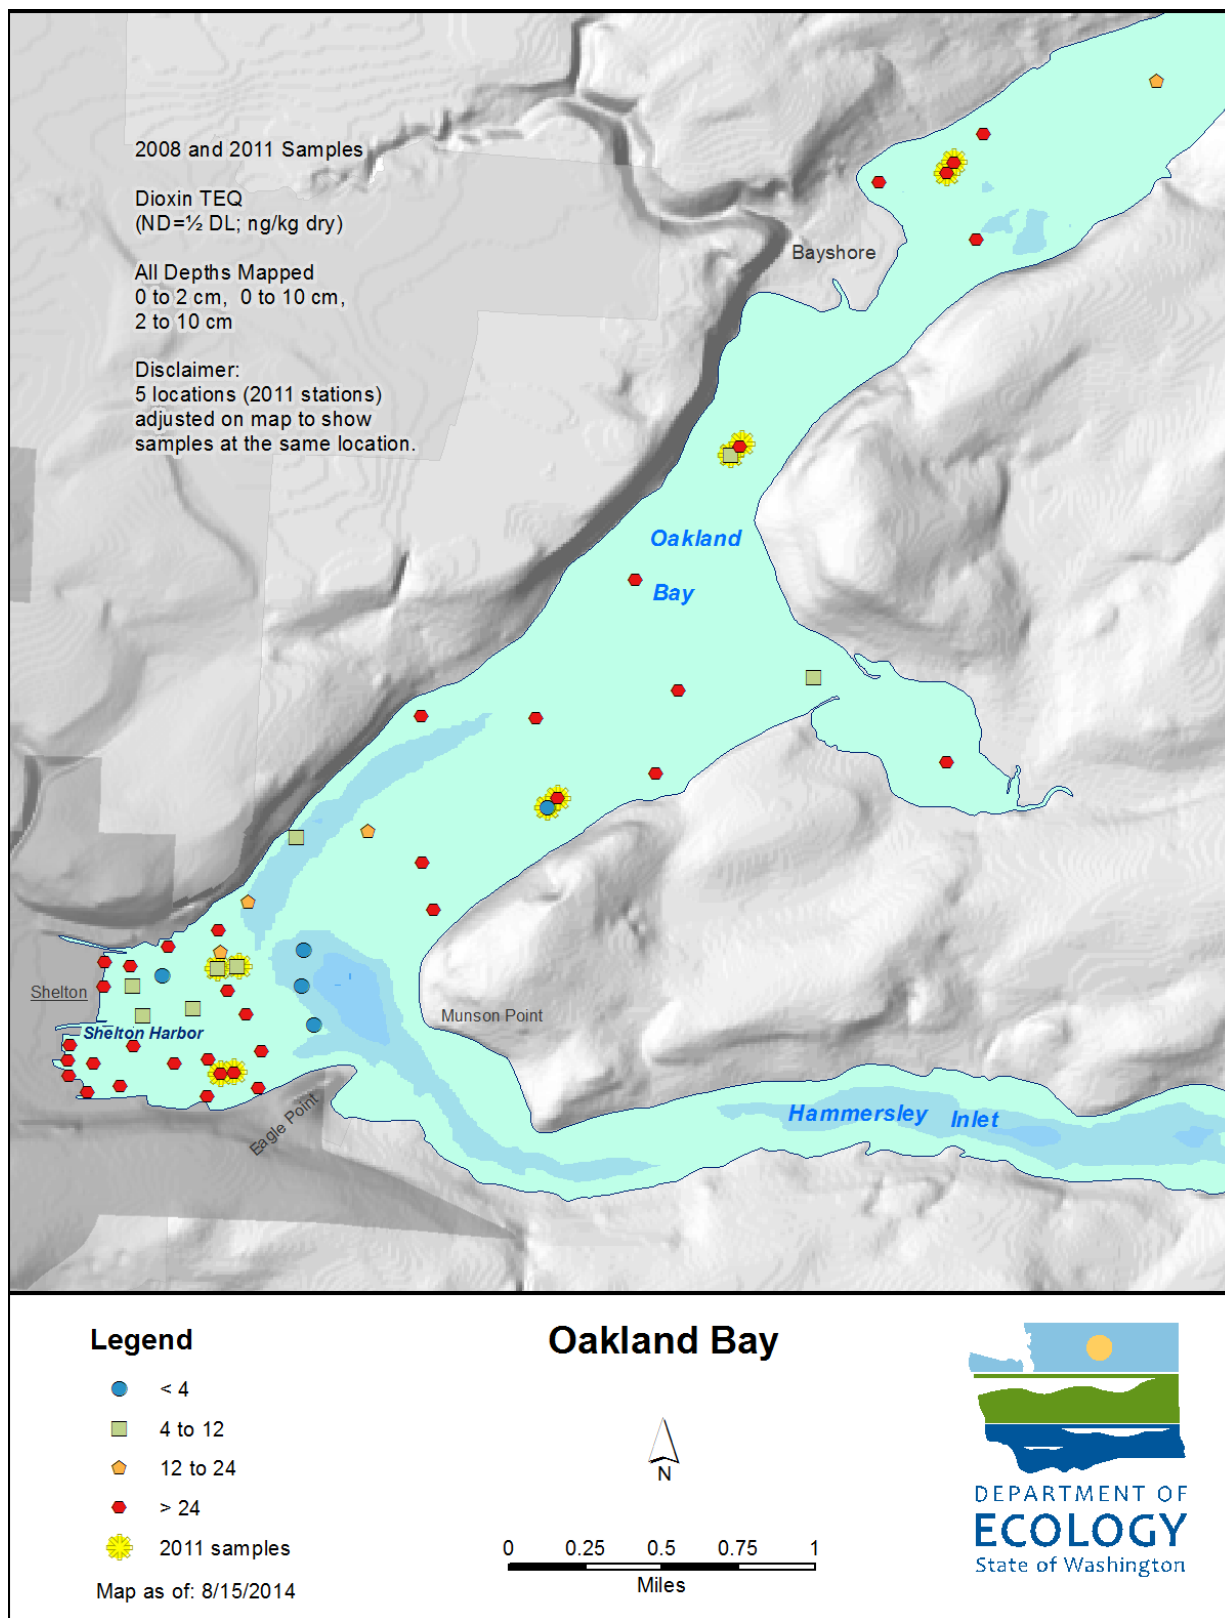 2008 and 2011 Samples
Dioxin TEQ
(ND=½ DL; ng/kg dry)
All Depths Mapped
0 to 2 cm, 0 to 10 cm,
2 to 10 cm
Disclaimer:
5 locations (2011 stations)
adjusted on map to show
samples at the same location.
Bayshore
Oakland
Bay
Shelton
Shelton Harbor
Munson Point
Eagle Point
Hammersley Inlet
Legend
< 4
4 to 12
12 to 24
> 24
2011 samples
Map as of: 8/15/2014
Oakland Bay
N
0 0.25 0.5 0.75 1
Miles
DEPARTMENT OF
ECOLOGY
State of Washington